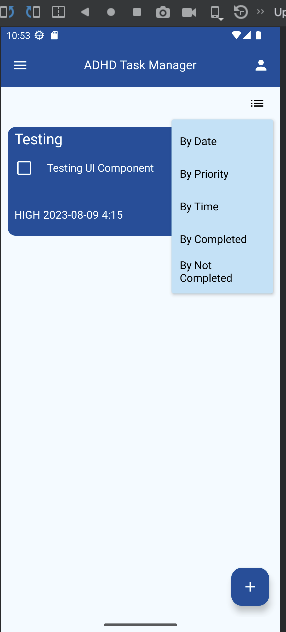 Up
10:53
ADHD Task Manager
Testing
By Date
Testing UI Component
By Priority
By Time
HIGH 2023-08-09 4:15
By Completed
By Not
Completed